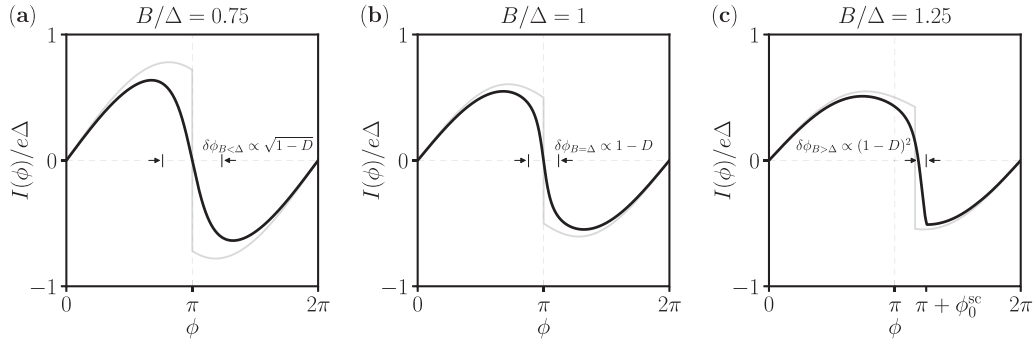 (a) B/Δ = 0.75
1
I(ϕ)/eΔ
0
−1
δϕ_{B<Δ} ∝ √(1−D)
0 π 2π
ϕ
(b) B/Δ = 1
1
I(ϕ)/eΔ
0
−1
δϕ_{B=Δ} ∝ 1−D
0 π 2π
ϕ
(c) B/Δ = 1.25
1
I(ϕ)/eΔ
0
−1
δϕ_{B>Δ} ∝ (1−D)²
0 π π + ϕ₀^{sc} 2π
ϕ